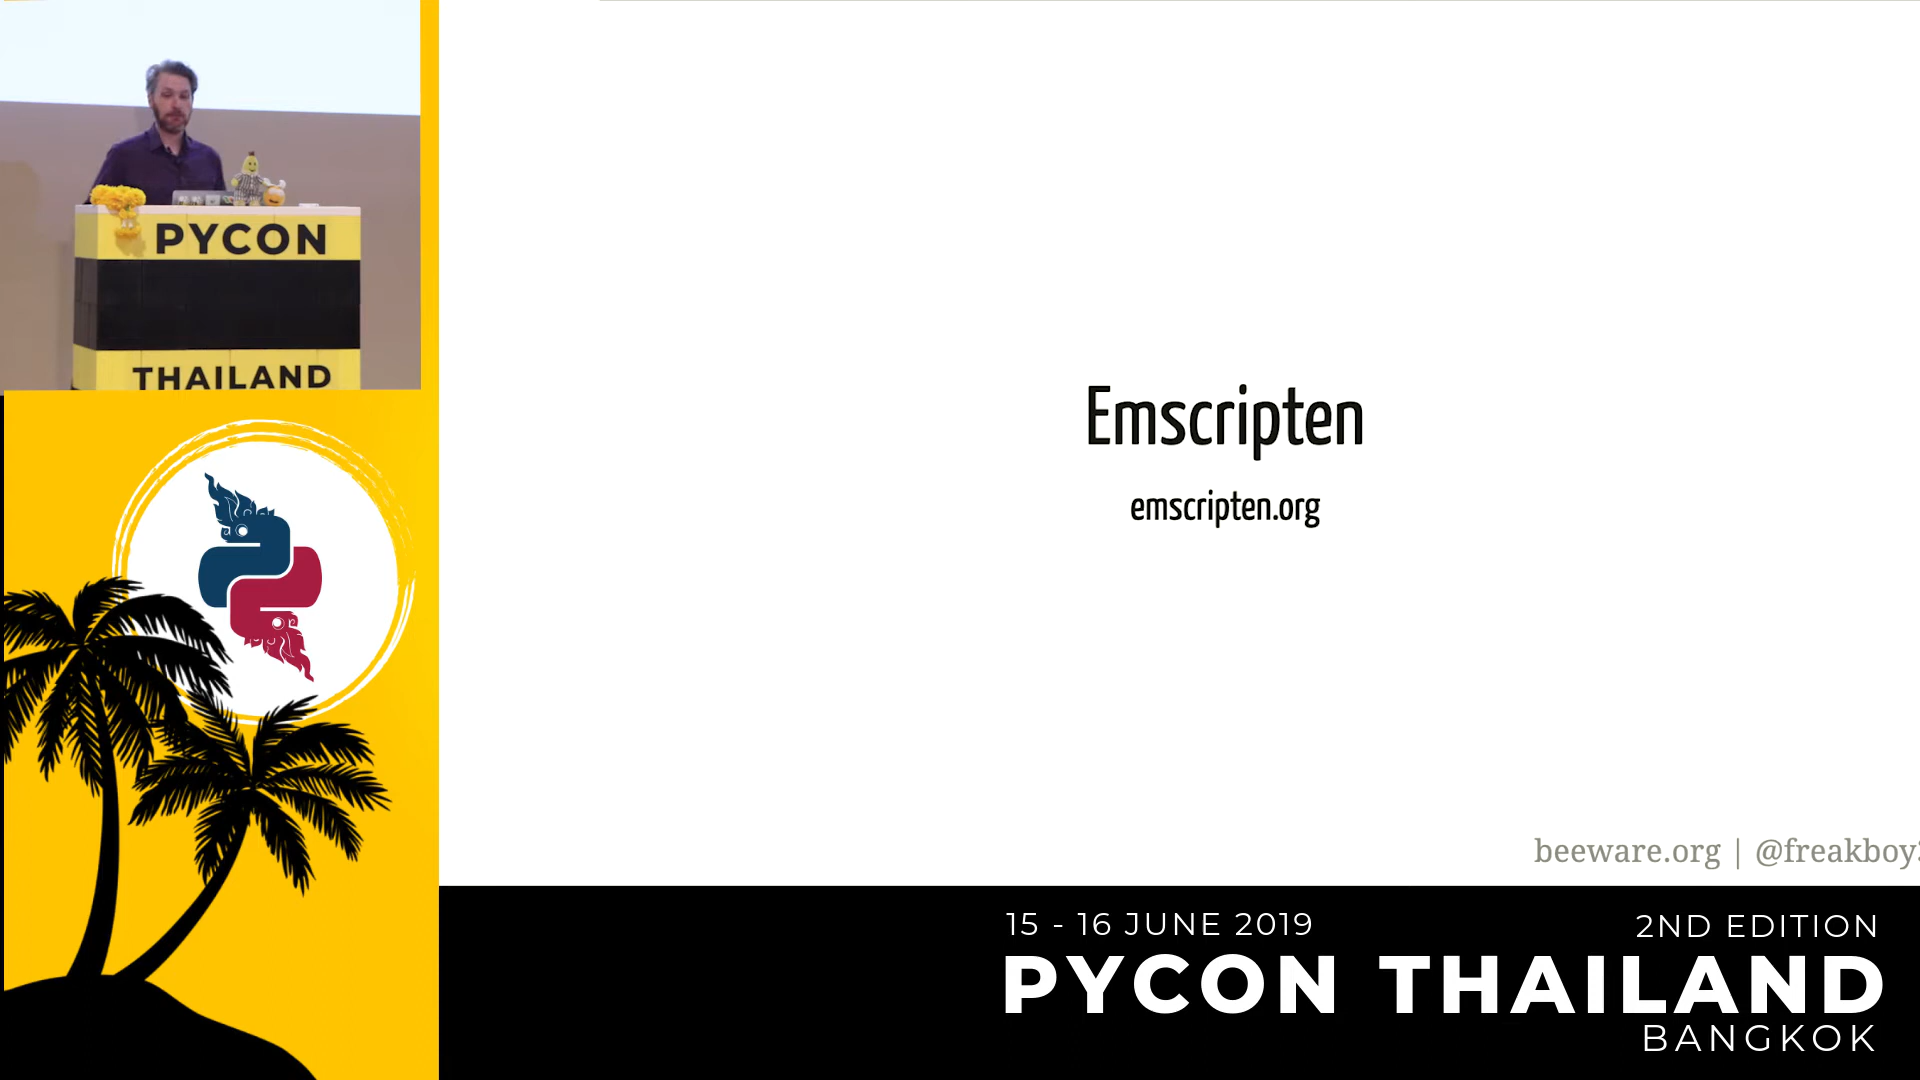 PYCON
THAILAND
Emscripten
emscripten.org
beeware.org | @freakboy
15 - 16 JUNE 2019
2ND EDITION
PYCON THAILAND
BANGKOK